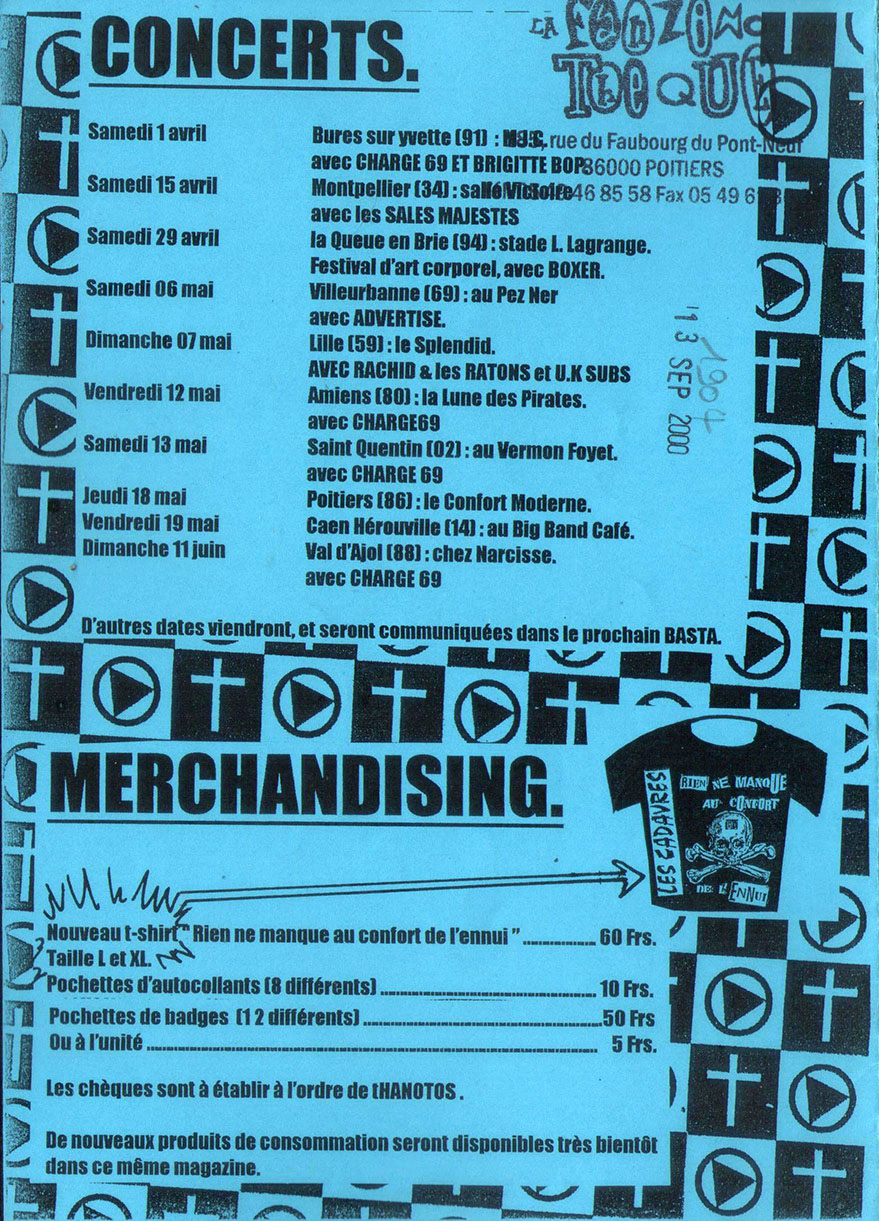 CONCERTS.
LA FANZINO
THEQUE
Samedi 1 avril Bures sur yvette (91) : MJC, rue du Faubourg du Pont-Neuf
avec CHARGE 69 ET BRIGITTE BOP 86000 POITIERS
Samedi 15 avril Montpellier (34) : salle Victoire 46 85 58 Fax 05 49 6
avec les SALES MAJESTES
Samedi 29 avril la Queue en Brie (94) : stade L. Lagrange.
Festival d'art corporel, avec BOXER.
Samedi 06 mai Villeurbanne (69) : au Pez Ner
avec ADVERTISE.
Dimanche 07 mai Lille (59) : le Splendid.
AVEC RACHID & les RATONS et U.K SUBS
Vendredi 12 mai Amiens (80) : la Lune des Pirates.
avec CHARGE69
Samedi 13 mai Saint Quentin (02) : au Vermon Foyet.
avec CHARGE 69
Jeudi 18 mai Poitiers (86) : le Confort Moderne.
Vendredi 19 mai Caen Hérouville (14) : au Big Band Café.
Dimanche 11 juin Val d'Ajol (88) : chez Narcisse.
avec CHARGE 69
'13 SEP 2000
1904
D'autres dates viendront, et seront communiquées dans le prochain BASTA.
MERCHANDISING.
LES CADAVRES
RIEN NE MANQUE
AU CONFORT
DE L'ENNUI
Nouveau t-shirt " Rien ne manque au confort de l'ennui ".................. 60 Frs.
Taille L et XL.
Pochettes d'autocollants (8 différents) ...................................................... 10 Frs.
Pochettes de badges (12 différents) ............................................................50 Frs
Ou à l'unité ................................................................................................................ 5 Frs.
Les chèques sont à établir à l'ordre de tHANOTOS .
De nouveaux produits de consommation seront disponibles très bientôt
dans ce même magazine.